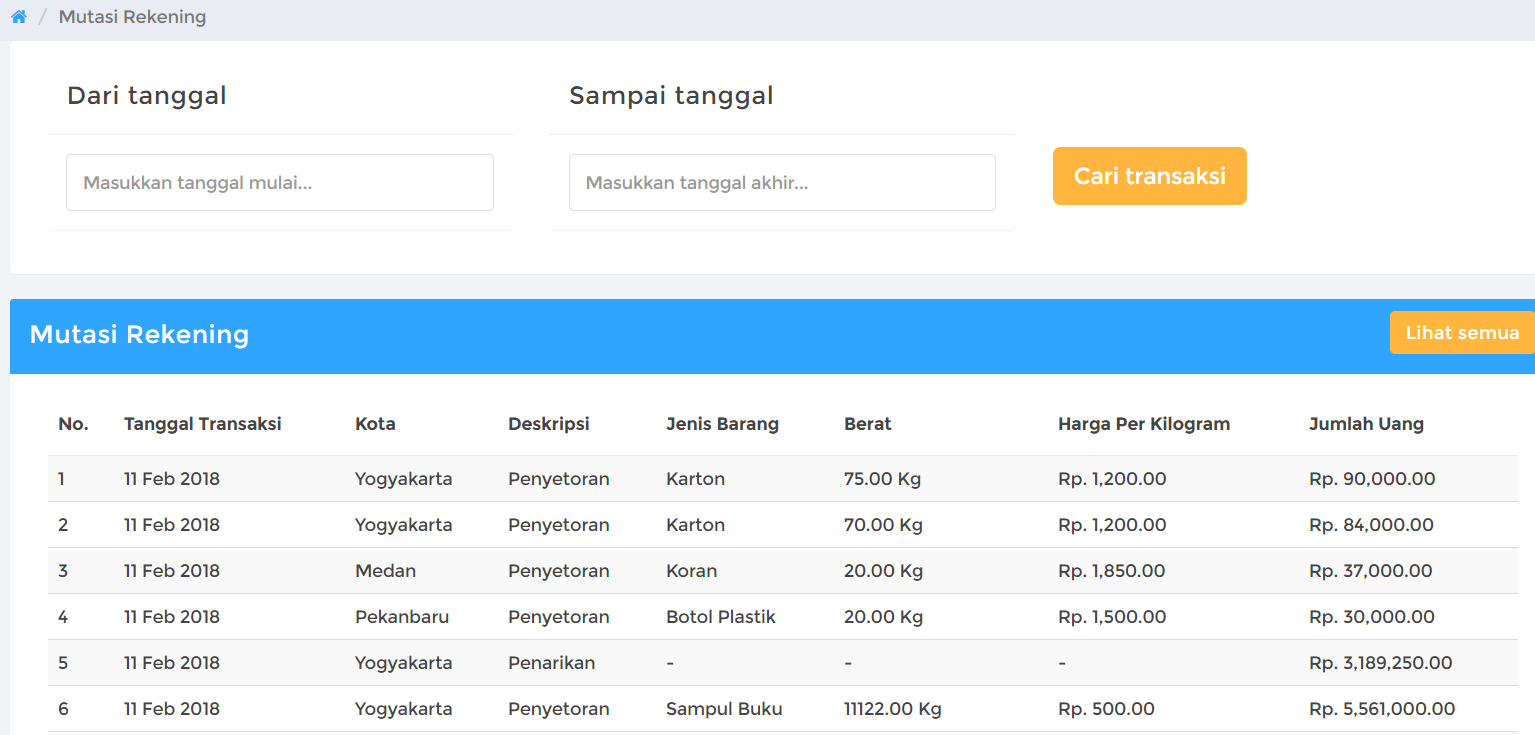 / Mutasi Rekening
Dari tanggal
Sampai tanggal
Masukkan tanggal mulai...
Masukkan tanggal akhir...
Cari transaksi
Mutasi Rekening
Lihat semua
No. Tanggal Transaksi Kota Deskripsi Jenis Barang Berat Harga Per Kilogram Jumlah Uang
1 11 Feb 2018 Yogyakarta Penyetoran Karton 75.00 Kg Rp. 1,200.00 Rp. 90,000.00
2 11 Feb 2018 Yogyakarta Penyetoran Karton 70.00 Kg Rp. 1,200.00 Rp. 84,000.00
3 11 Feb 2018 Medan Penyetoran Koran 20.00 Kg Rp. 1,850.00 Rp. 37,000.00
4 11 Feb 2018 Pekanbaru Penyetoran Botol Plastik 20.00 Kg Rp. 1,500.00 Rp. 30,000.00
5 11 Feb 2018 Yogyakarta Penarikan - - - Rp. 3,189,250.00
6 11 Feb 2018 Yogyakarta Penyetoran Sampul Buku 11122.00 Kg Rp. 500.00 Rp. 5,561,000.00